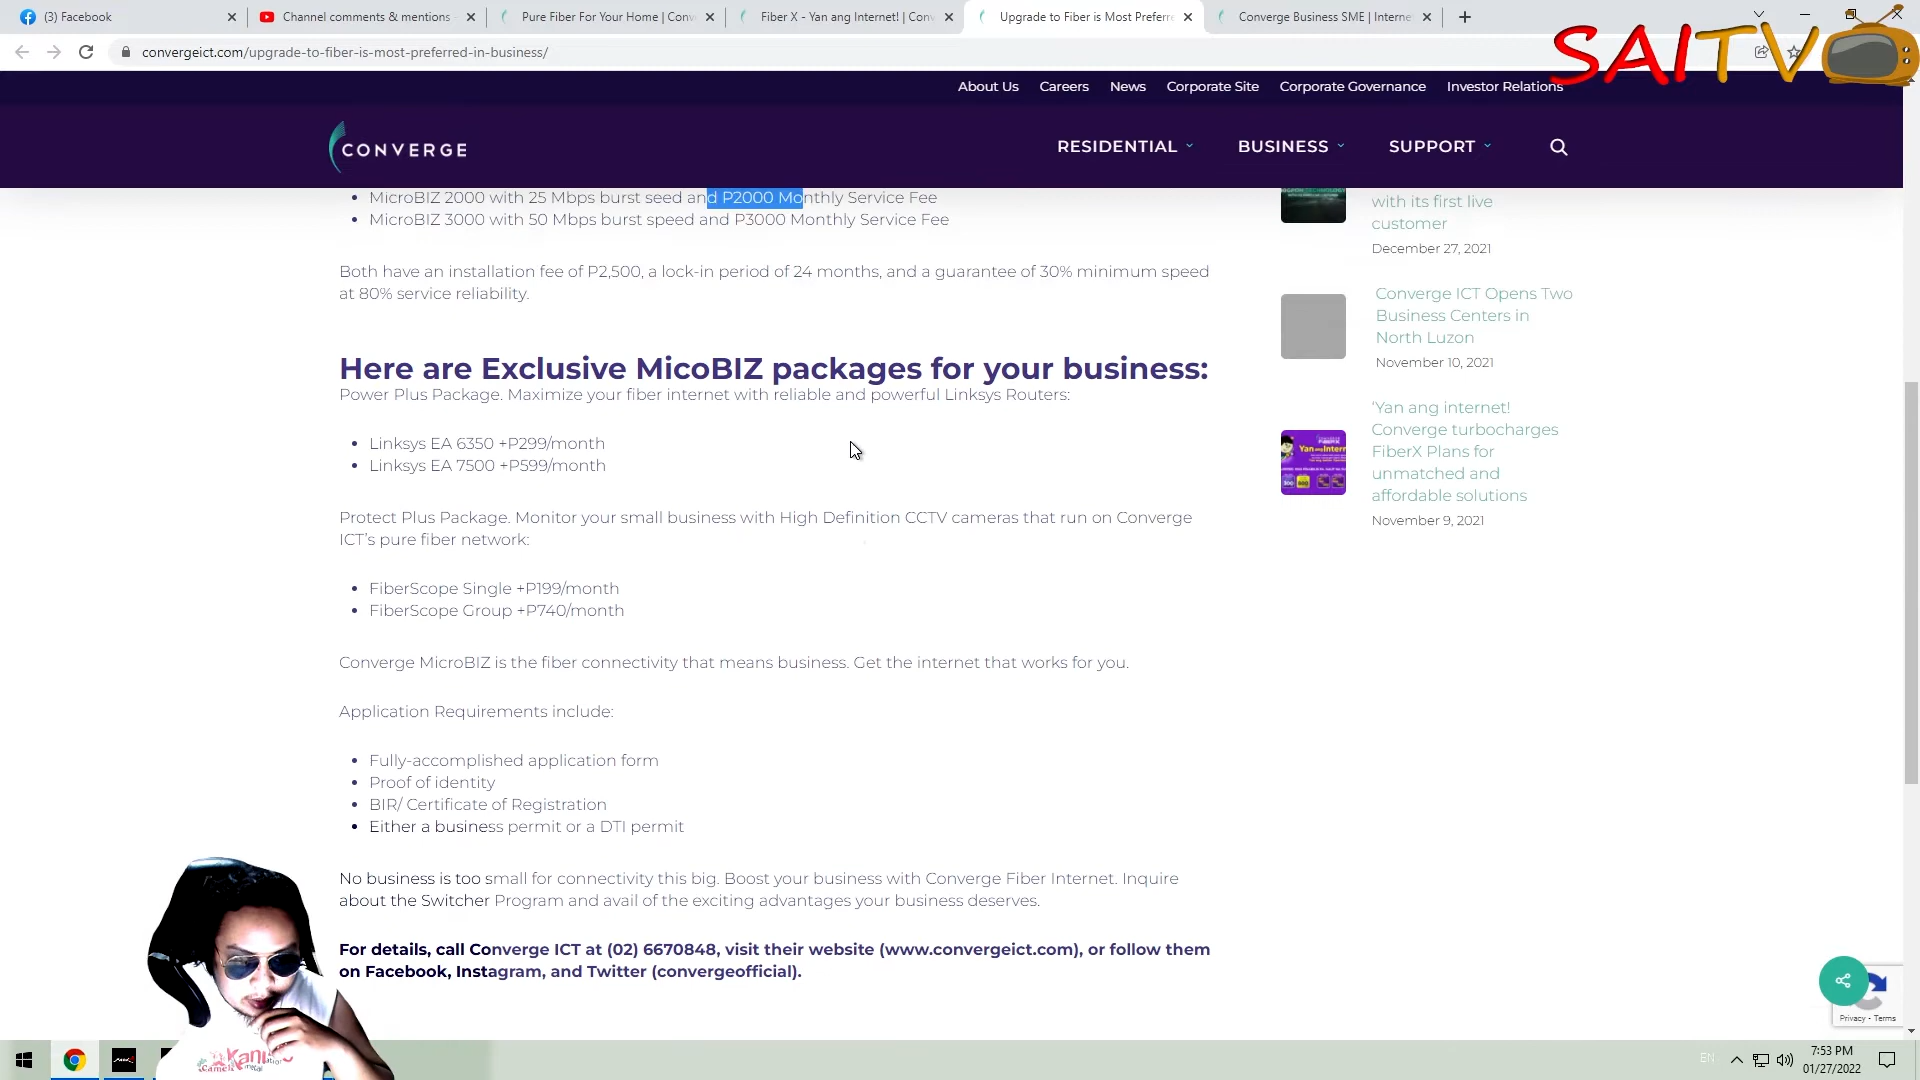 (3) Facebook
Channel comments & mentions
Pure Fiber For Your Home | Conv
Fiber X - Yan ang Internet! | Conv
Upgrade to Fiber is Most Preferre
Converge Business SME | Interne
convergeict.com/upgrade-to-fiber-is-most-preferred-in-business/
SAITV
About Us
Careers
News
Corporate Site
Corporate Governance
Investor Relations
CONVERGE
RESIDENTIAL
BUSINESS
SUPPORT
MicroBIZ 2000 with 25 Mbps burst seed and P2000 Monthly Service Fee
MicroBIZ 3000 with 50 Mbps burst speed and P3000 Monthly Service Fee
Both have an installation fee of P2,500, a lock-in period of 24 months, and a guarantee of 30% minimum speed
at 80% service reliability.
Here are Exclusive MicoBIZ packages for your business:
Power Plus Package. Maximize your fiber internet with reliable and powerful Linksys Routers:
Linksys EA 6350 +P299/month
Linksys EA 7500 +P599/month
Protect Plus Package. Monitor your small business with High Definition CCTV cameras that run on Converge
ICT's pure fiber network:
FiberScope Single +P199/month
FiberScope Group +P740/month
Converge MicroBIZ is the fiber connectivity that means business. Get the internet that works for you.
Application Requirements include:
Fully-accomplished application form
Proof of identity
BIR/ Certificate of Registration
Either a business permit or a DTI permit
No business is too small for connectivity this big. Boost your business with Converge Fiber Internet. Inquire
about the Switcher Program and avail of the exciting advantages your business deserves.
For details, call Converge ICT at (02) 6670848, visit their website (www.convergeict.com), or follow them
on Facebook, Instagram, and Twitter (convergeofficial).
with its first live
customer
December 27, 2021
Converge ICT Opens Two
Business Centers in
North Luzon
November 10, 2021
'Yan ang internet!
Converge turbocharges
FiberX Plans for
unmatched and
affordable solutions
November 9, 2021
Privacy - Terms
EN
7:53 PM
01/27/2022